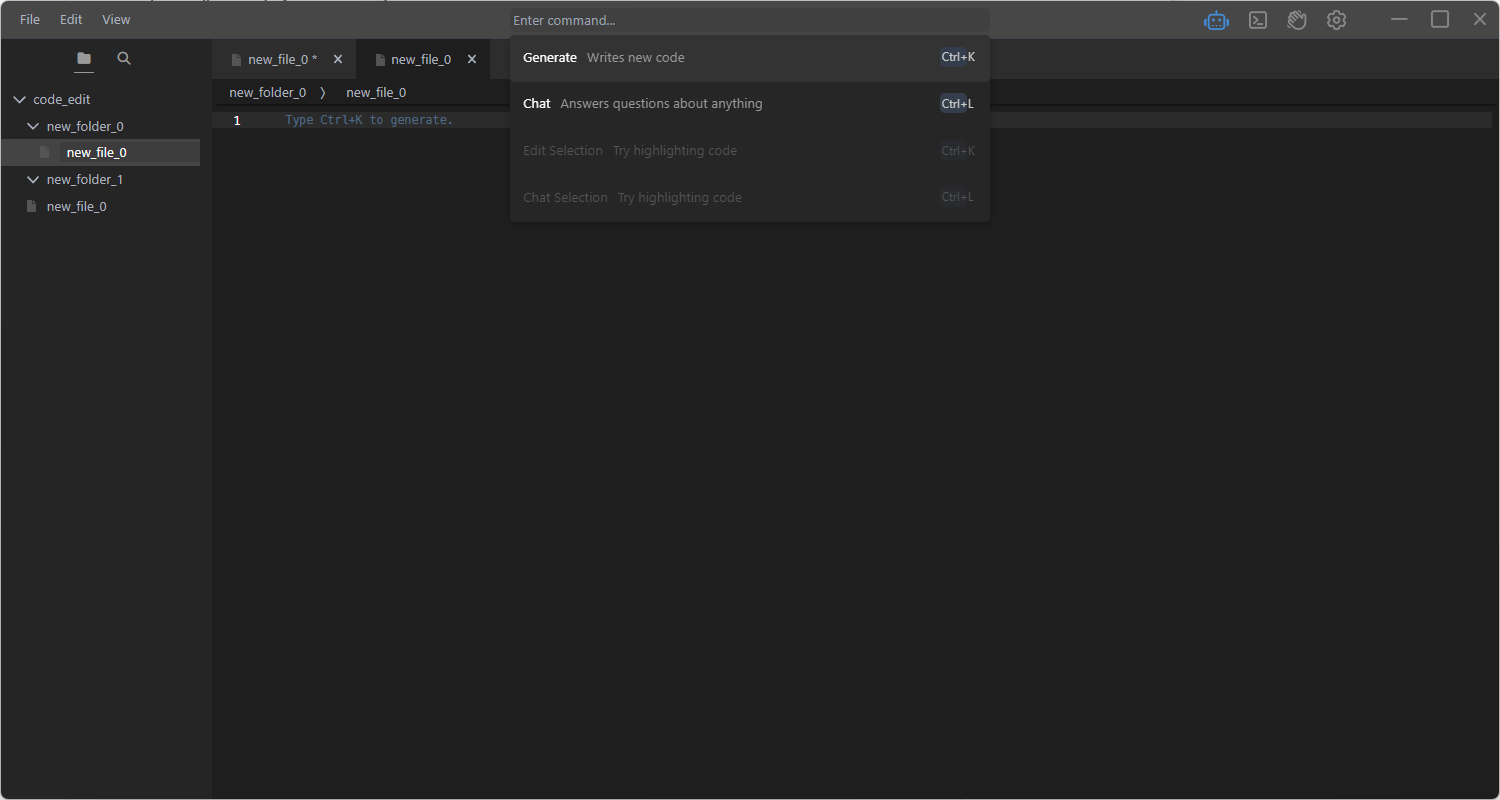 File Edit View Enter command...
new_file_0 * new_file_0
new_folder_0 new_file_0
1 Type Ctrl+K to generate.
code_edit
new_folder_0
new_file_0
new_folder_1
new_file_0
Generate Writes new code Ctrl+K
Chat Answers questions about anything Ctrl+L
Edit Selection Try highlighting code Ctrl+K
Chat Selection Try highlighting code Ctrl+L